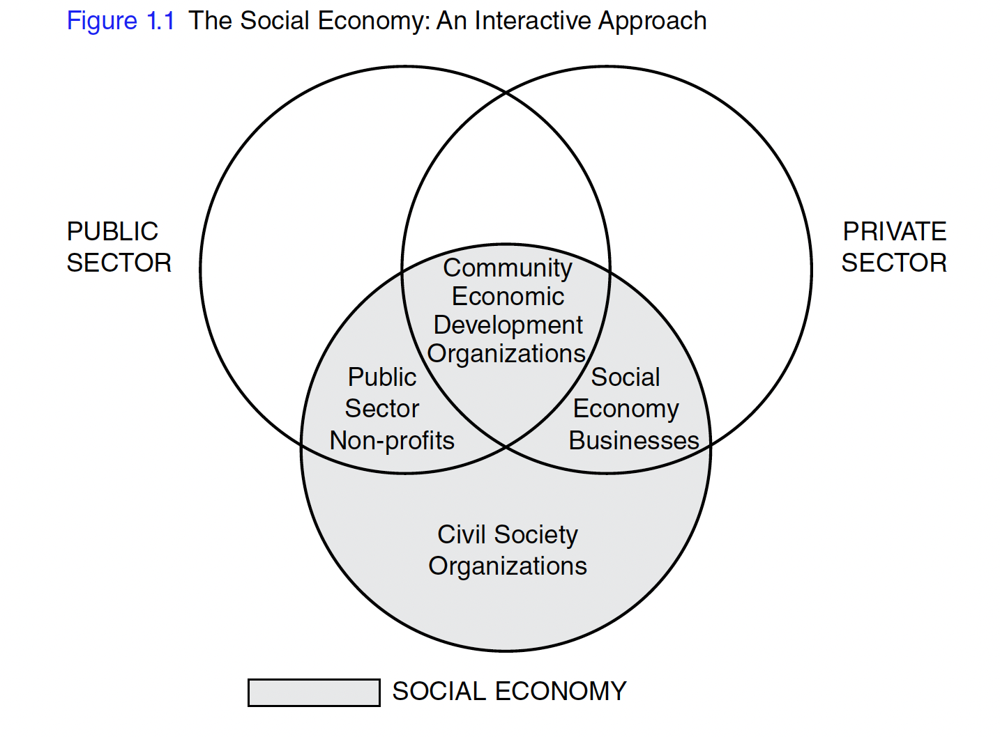 Figure 1.1 The Social Economy: An Interactive Approach
PUBLIC
SECTOR
PRIVATE
SECTOR
Community
Economic
Development
Organizations
Public
Sector
Non-profits
Social
Economy
Businesses
Civil Society
Organizations
SOCIAL ECONOMY